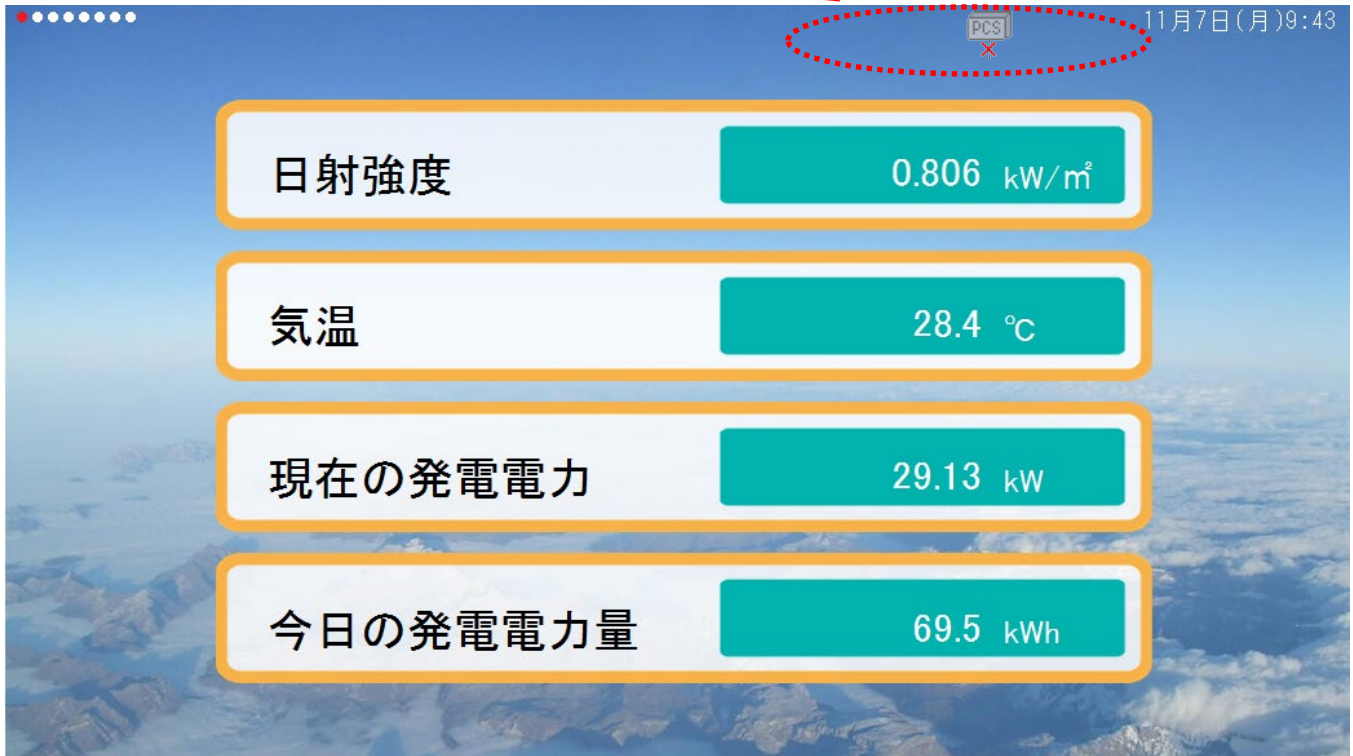 PCS
11月7日(月)9:43
日射強度 0.806 kW/㎡
気温 28.4 ℃
現在の発電電力 29.13 kW
今日の発電電力量 69.5 kWh